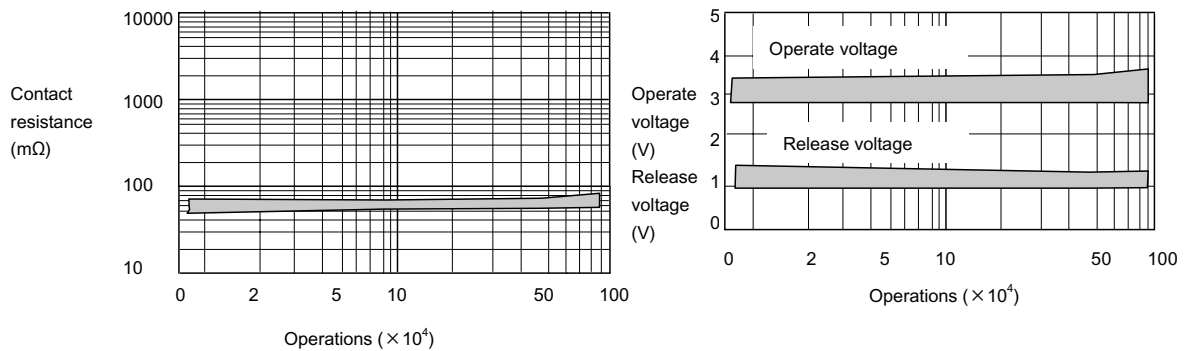 10000
1000
100
10
Contact
resistance
(mΩ)
0 2 5 10 50 100
Operations (×10⁴)
5
4
3
2
1
0
Operate
voltage
(V)
Release
voltage
(V)
Operate voltage
Release voltage
0 2 5 10 50 100
Operations (×10⁴)